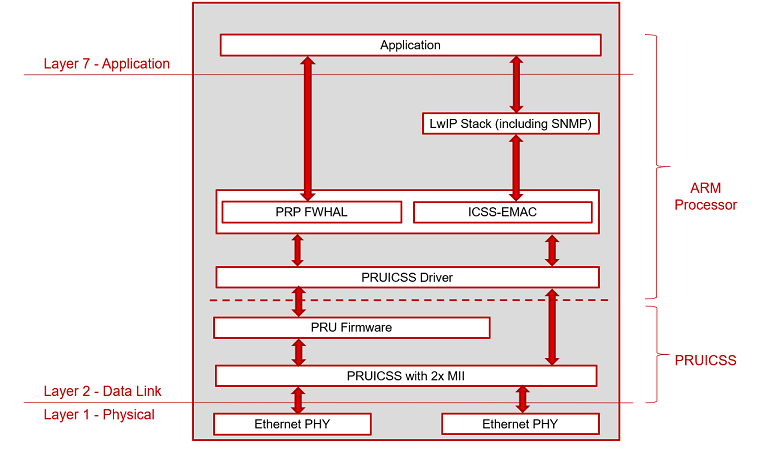 Application
Layer 7 - Application
LwIP Stack (including SNMP)
ARM
Processor
PRP FWHAL
ICSS-EMAC
PRUICSS Driver
PRU Firmware
PRUICSS
PRUICSS with 2x MII
Layer 2 - Data Link
Layer 1 - Physical
Ethernet PHY
Ethernet PHY